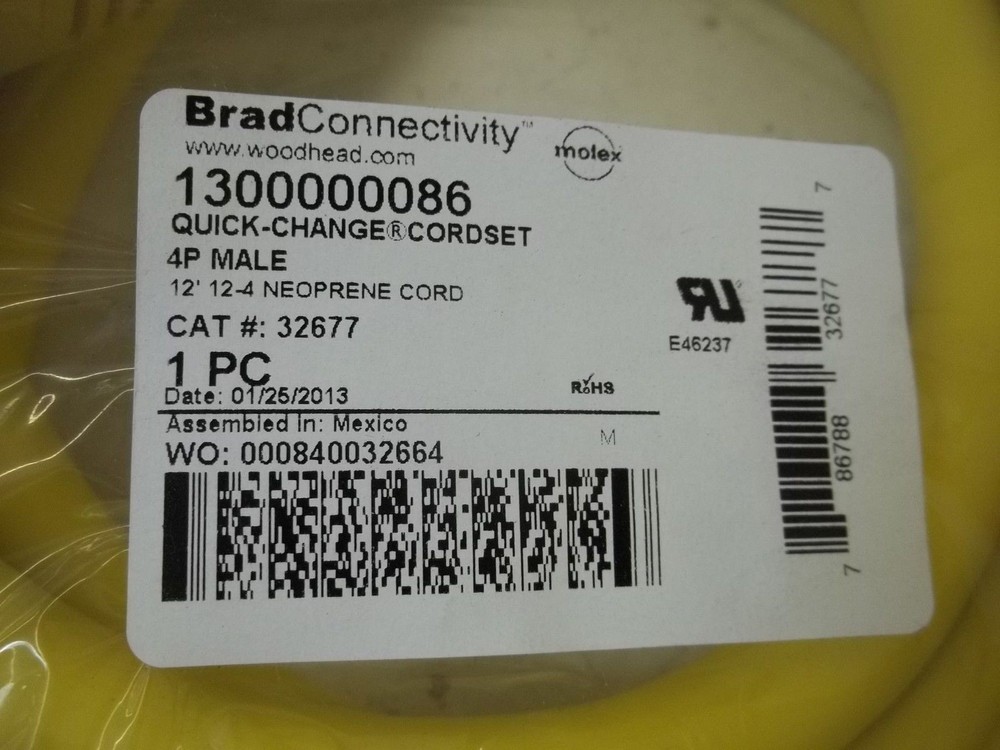 BradConnectivity™
www.woodhead.com
molex
1300000086
QUICK-CHANGE®CORDSET
4P MALE
12' 12-4 NEOPRENE CORD
CAT #: 32677
1 PC
Date: 01/25/2013
RoHS
Assembled In: Mexico
M
WO: 000840032664
RU
E46237
7
32677
86788
7